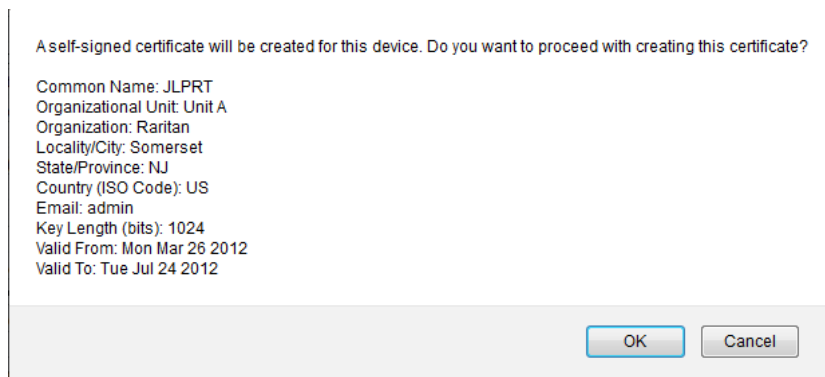 A self-signed certificate will be created for this device. Do you want to proceed with creating this certificate?
Common Name: JLPRT
Organizational Unit: Unit A
Organization: Raritan
Locality/City: Somerset
State/Province: NJ
Country (ISO Code): US
Email: admin
Key Length (bits): 1024
Valid From: Mon Mar 26 2012
Valid To: Tue Jul 24 2012
OK Cancel